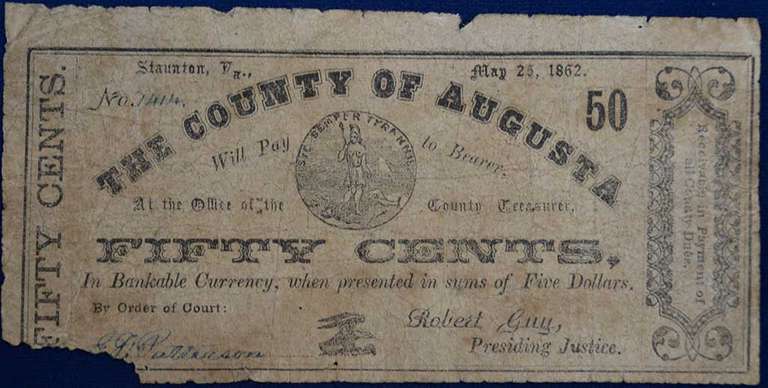 Staunton, Va., May 25, 1862.
No. 
THE COUNTY OF AUGUSTA
50
SIC SEMPER TYRANNIS
Will Pay to Bearer,
At the Office of the County Treasurer,
FIFTY CENTS,
In Bankable Currency, when presented in sums of Five Dollars.
By Order of Court:
Robert Guy,
Presiding Justice.
FIFTY CENTS.
Receivable in Payment of
all County Dues.